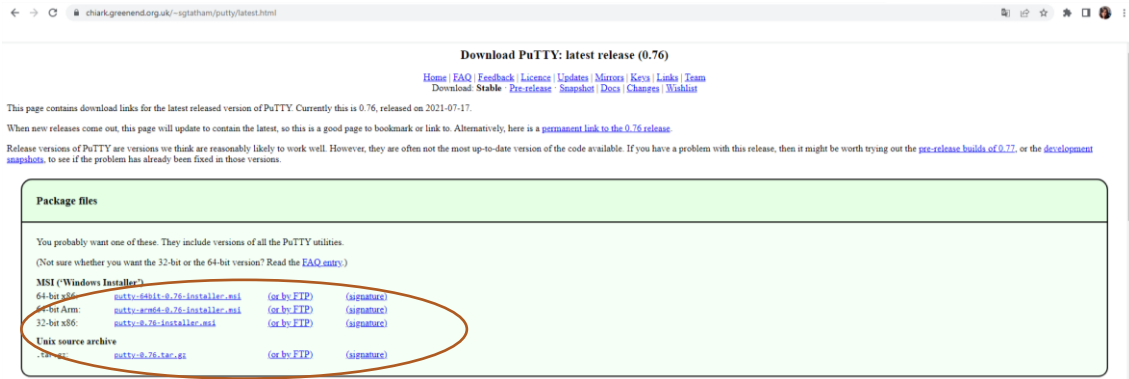 chiark.greenend.org.uk/~sgtatham/putty/latest.html
Download PuTTY: latest release (0.76)
Home | FAQ | Feedback | Licence | Updates | Mirrors | Keys | Links | Team
Download: Stable · Pre-release · Snapshot | Docs | Changes | Wishlist
This page contains download links for the latest released version of PuTTY. Currently this is 0.76, released on 2021-07-17.
When new releases come out, this page will update to contain the latest, so this is a good page to bookmark or link to. Alternatively, here is a permanent link to the 0.76 release.
Release versions of PuTTY are versions we think are reasonably likely to work well. However, they are often not the most up-to-date version of the code available. If you have a problem with this release, then it might be worth trying out the pre-release builds of 0.77, or the development
snapshots, to see if the problem has already been fixed in those versions.
Package files
You probably want one of these. They include versions of all the PuTTY utilities.
(Not sure whether you want the 32-bit or the 64-bit version? Read the FAQ entry.)
MSI (‘Windows Installer’)
64-bit x86: putty-64bit-0.76-installer.msi (or by FTP) (signature)
64-bit Arm: putty-arm64-0.76-installer.msi (or by FTP) (signature)
32-bit x86: putty-0.76-installer.msi (or by FTP) (signature)
Unix source archive
.tar.gz: putty-0.76.tar.gz (or by FTP) (signature)